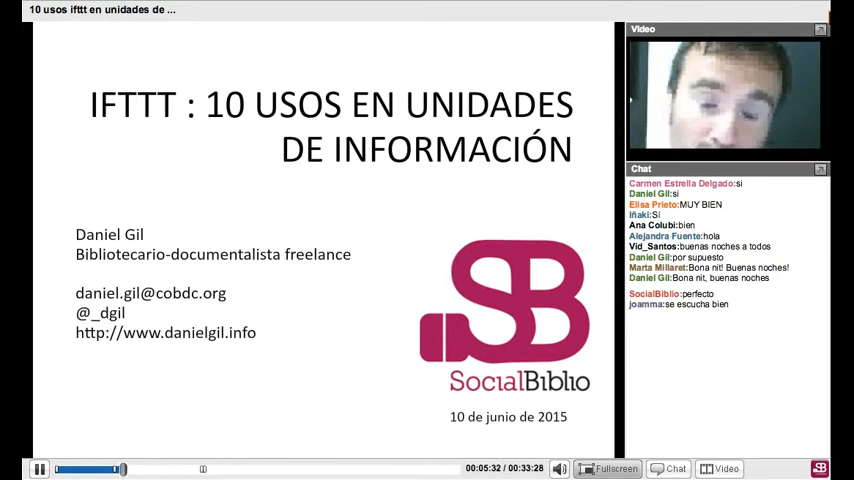 10 usos ifttt en unidades de ...
IFTTT : 10 USOS EN UNIDADES
DE INFORMACIÓN
Daniel Gil
Bibliotecario-documentalista freelance
daniel.gil@cobdc.org
@_dgil
http://www.danielgil.info
SB
SocialBiblio
10 de junio de 2015
Video
Chat
Carmen Estrella Delgado:si
Daniel Gil:si
Elisa Prieto:MUY BIEN
Iñaki:Sí
Ana Colubi:bien
Alejandra Fuente:hola
Vid_Santos:buenas noches a todos
Daniel Gil:por supuesto
Marta Millaret:Bona nit! Buenas noches!
Daniel Gil:Bona nit, buenas noches
SocialBiblio:perfecto
joamma:se escucha bien
00:05:32 / 00:33:28
Fullscreen
Chat
Video
SB